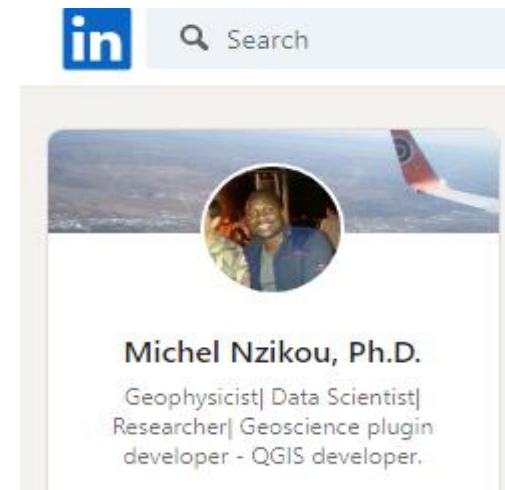 in
Search
Michel Nzikou, Ph.D.
Geophysicist| Data Scientist|
Researcher| Geoscience plugin
developer - QGIS developer.